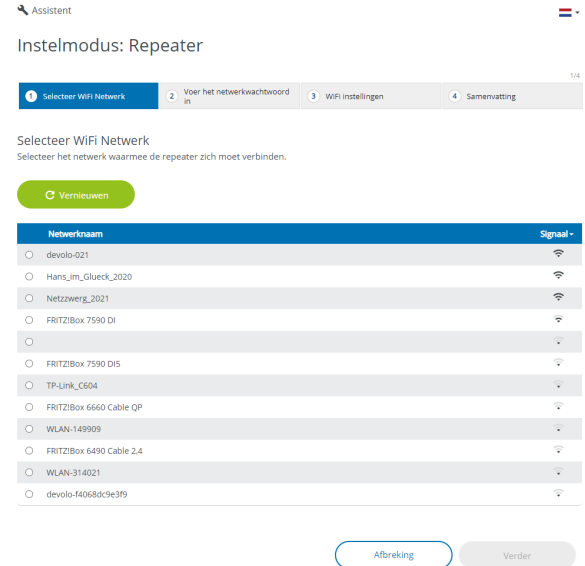 Assistent
Instelmodus: Repeater
1/4
1 Selecteer WiFi Netwerk
2 Voer het netwerkwachtwoord
in
3 WiFi instellingen
4 Samenvatting
Selecteer WiFi Netwerk
Selecteer het netwerk waarmee de repeater zich moet verbinden.
Vernieuwen
Netwerknaam Signaal
devolo-021
Hans_im_Glueck_2020
Netzzwerg_2021
FRITZ!Box 7590 DI
FRITZ!Box 7590 DI5
TP-Link_C604
FRITZ!Box 6660 Cable QP
WLAN-149909
FRITZ!Box 6490 Cable 2,4
WLAN-314021
devolo-f4068dc9e3f9
Afbreking Verder